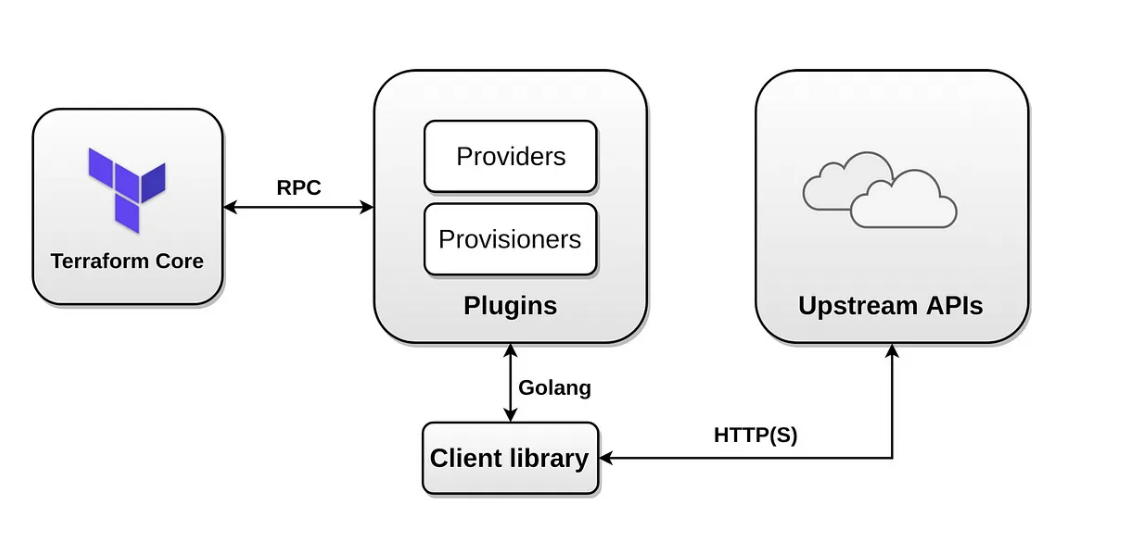 Terraform Core
RPC
Providers
Provisioners
Plugins
Upstream APIs
Golang
Client library
HTTP(S)